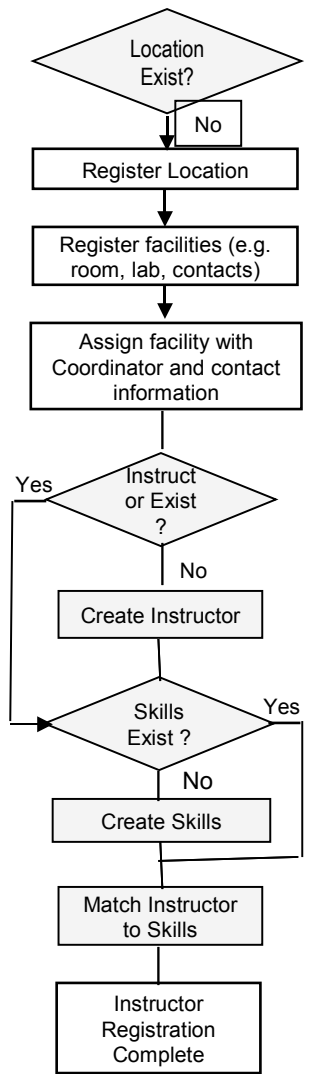 Location
Exist?
No
Register Location
Register facilities (e.g.
room, lab, contacts)
Assign facility with
Coordinator and contact
information
Yes
Instruct
or Exist
?
No
Create Instructor
Skills
Exist ?
Yes
No
Create Skills
Match Instructor
to Skills
Instructor
Registration
Complete